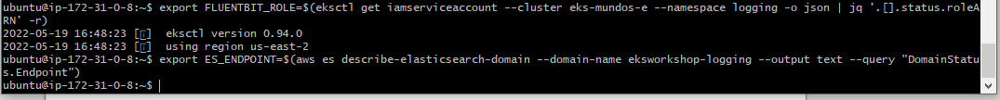 ubuntu@ip-172-31-0-8:~$ export FLUENTBIT_ROLE=$(eksctl get iamserviceaccount --cluster eks-mundos-e --namespace logging -o json | jq '.[].status.roleA
RN' -r)
2022-05-19 16:48:23 [ℹ]  eksctl version 0.94.0
2022-05-19 16:48:23 [ℹ]  using region us-east-2
ubuntu@ip-172-31-0-8:~$ export ES_ENDPOINT=$(aws es describe-elasticsearch-domain --domain-name eksworkshop-logging --output text --query "DomainStatu
s.Endpoint")
ubuntu@ip-172-31-0-8:~$